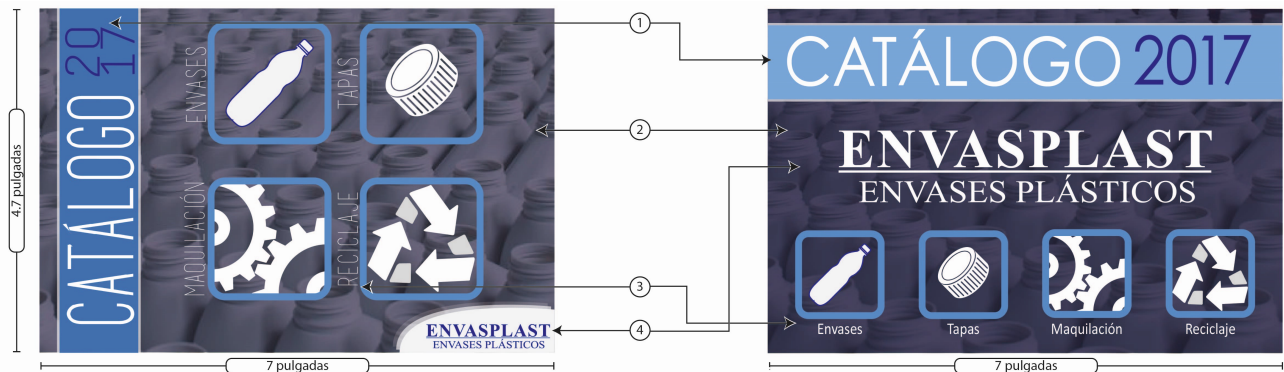 CATÁLOGO 2017
ENVASES
TAPAS
MAQUILACIÓN
RECICLAJE
ENVASPLAST
ENVASES PLÁSTICOS
4.7 pulgadas
7 pulgadas
1
2
3
4
CATÁLOGO 2017
ENVASPLAST
ENVASES PLÁSTICOS
Envases
Tapas
Maquilación
Reciclaje
7 pulgadas